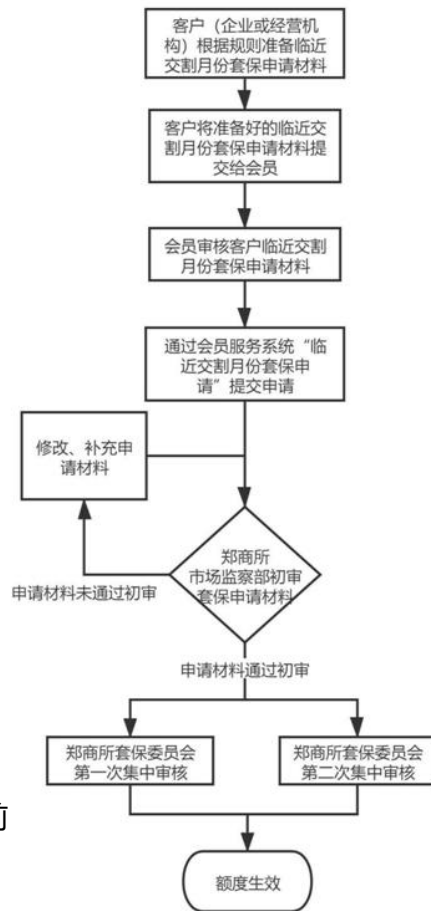 客户（企业或经营机
构）根据规则准备临近
交割月份套保申请材料
客户将准备好的临近交
割月份套保申请材料提
交给会员
会员审核客户临近交割
月份套保申请材料
通过会员服务系统“临
近交割月份套保申
请”提交申请
修改、补充申
请材料
郑商所
市场监察部初审
套保申请材料
申请材料未通过初审
申请材料通过初审
郑商所套保委员会
第一次集中审核
郑商所套保委员会
第二次集中审核
额度生效